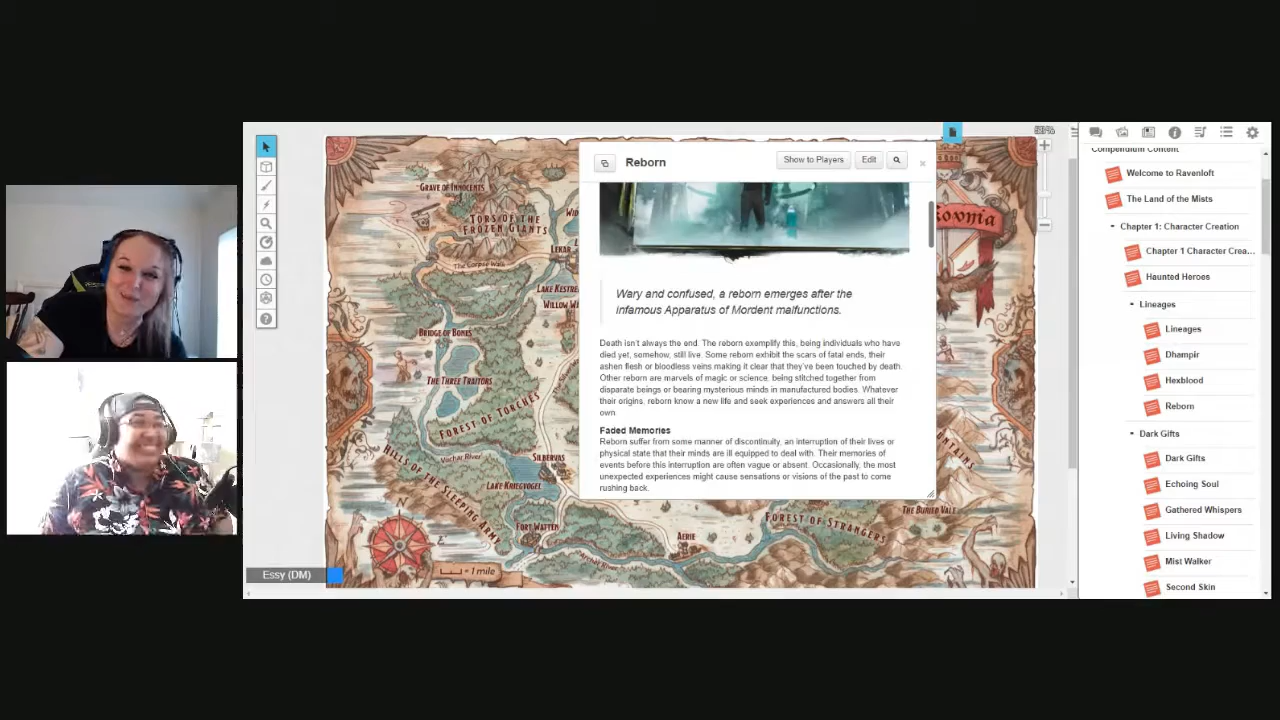 Reborn
Show to Players
Edit
Wary and confused, a reborn emerges after the
infamous Apparatus of Mordent malfunctions.
Death isn't always the end. The reborn exemplify this, being individuals who have
died yet, somehow, still live. Some reborn exhibit the scars of fatal ends, their
ashen flesh or bloodless veins making it clear that they've been touched by death.
Other reborn are marvels of magic or science, being stitched together from
disparate beings or bearing mysterious minds in manufactured bodies. Whatever
their origins, reborn know a new life and seek experiences and answers all their
own.
Faded Memories
Reborn suffer from some manner of discontinuity, an interruption of their lives or
physical state that their minds are ill equipped to deal with. Their memories of
events before this interruption are often vague or absent. Occasionally, the most
unexpected experiences might cause sensations or visions of the past to come
rushing back.
GRAVE OF INNOCENTS
TORS OF THE
FROZEN GIANTS
The Corpse Walk
LEKAR
LAKE KESTRE
WILLOW W
BRIDGE OF BONES
THE THREE TRAITORS
FOREST OF TORCHES
HILLS OF THE SLEEPING ARMY
Vuchar River
SILBERVAS
LAKE KRIEGVOGEL
FORT WATTEN
AERIE
FOREST OF STRANGERS
THE BURIED VALE
= 1 mile
Essy (DM)
Compendium Content
Welcome to Ravenloft
The Land of the Mists
Chapter 1: Character Creation
Chapter 1 Character Crea...
Haunted Heroes
Lineages
Lineages
Dhampir
Hexblood
Reborn
Dark Gifts
Dark Gifts
Echoing Soul
Gathered Whispers
Living Shadow
Mist Walker
Second Skin